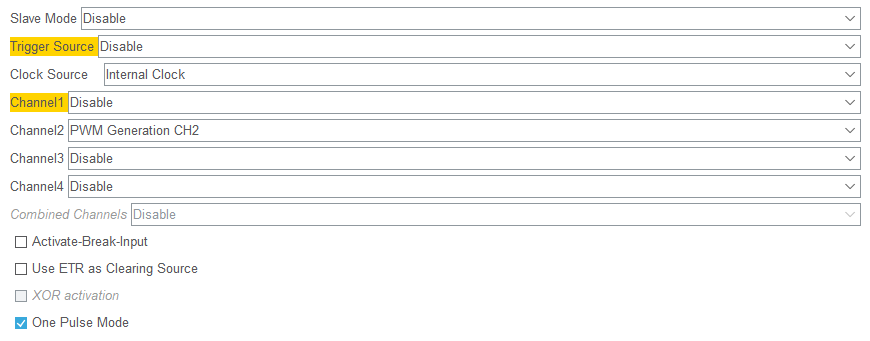 Slave Mode Disable
Trigger Source Disable
Clock Source Internal Clock
Channel1 Disable
Channel2 PWM Generation CH2
Channel3 Disable
Channel4 Disable
Combined Channels Disable
Activate-Break-Input
Use ETR as Clearing Source
XOR activation
One Pulse Mode